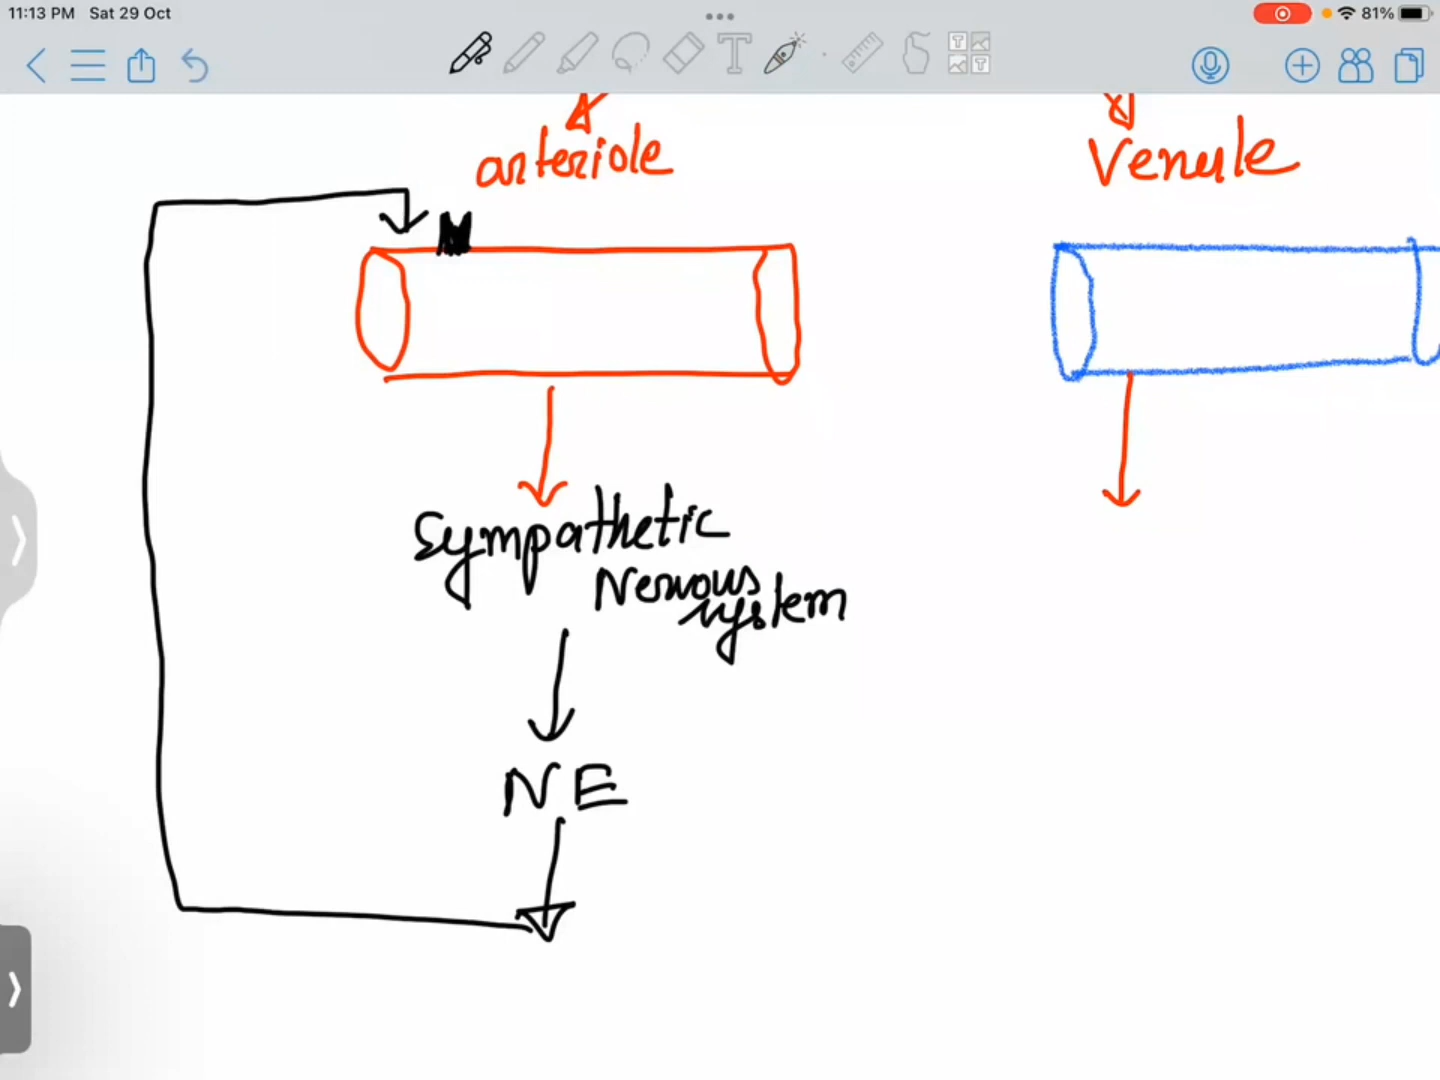 11:13 PM Sat 29 Oct
81%
arteriole
Venule
Sympathetic
Nervous
system
NE